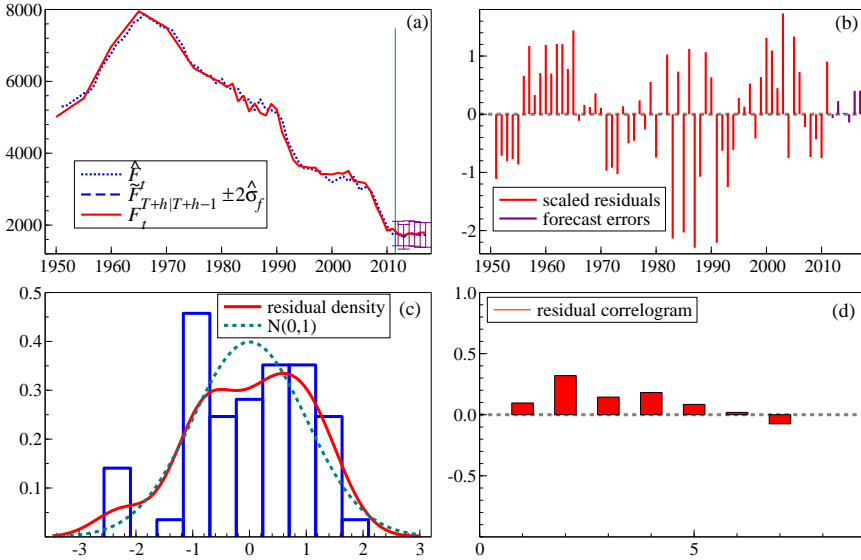 8000
6000
4000
2000
(a)
F̂t
F̃T+h|T+h-1 ±2σ̂f
Ft
1950 1960 1970 1980 1990 2000 2010
1
0
-1
-2
(b)
scaled residuals
forecast errors
1950 1960 1970 1980 1990 2000 2010
0.5
0.4
0.3
0.2
0.1
residual density
N(0,1)
(c)
-3 -2 -1 0 1 2 3
1.0
0.5
0.0
-0.5
residual correlogram
(d)
0 5